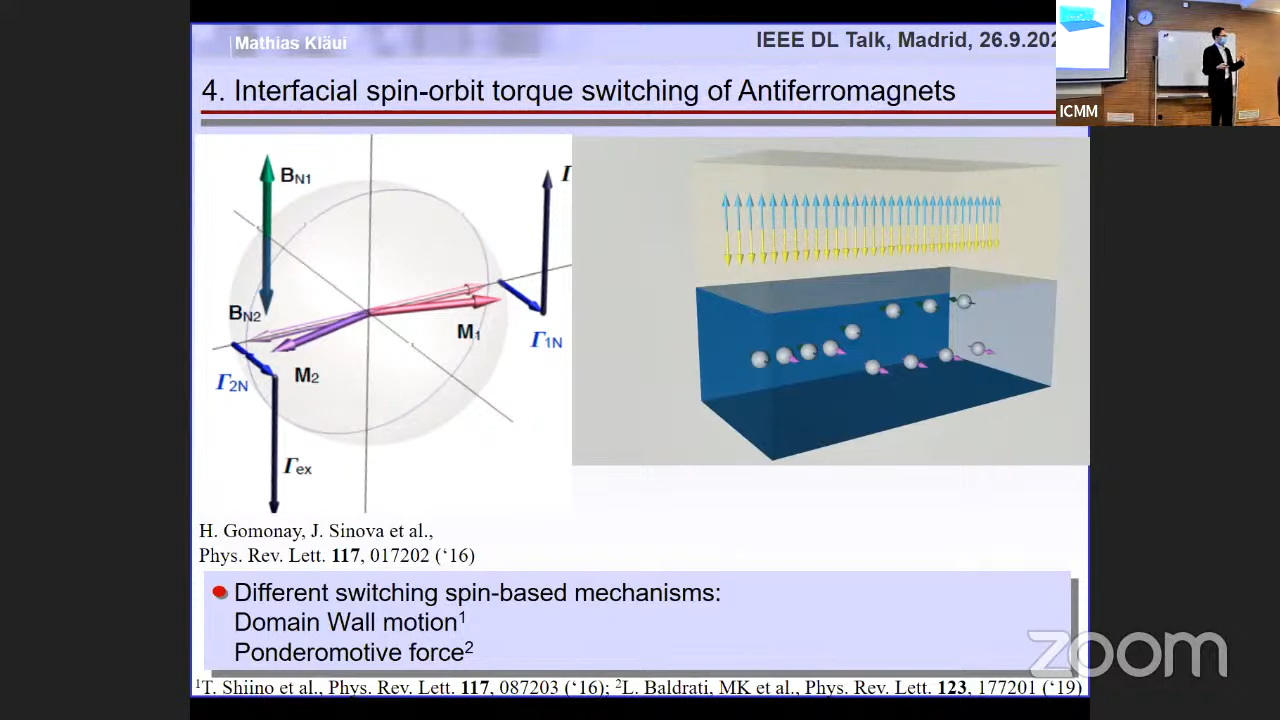 Mathias Kläui
IEEE DL Talk, Madrid, 26.9.202
4. Interfacial spin-orbit torque switching of Antiferromagnets
ICMM
BN1
BN2
M1
Γ1N
M2
Γ2N
Γex
H. Gomonay, J. Sinova et al.,
Phys. Rev. Lett. 117, 017202 (‘16)
Different switching spin-based mechanisms:
Domain Wall motion1
Ponderomotive force2
zoom
1T. Shiino et al., Phys. Rev. Lett. 117, 087203 (‘16); 2L. Baldrati, MK et al., Phys. Rev. Lett. 123, 177201 (‘19)